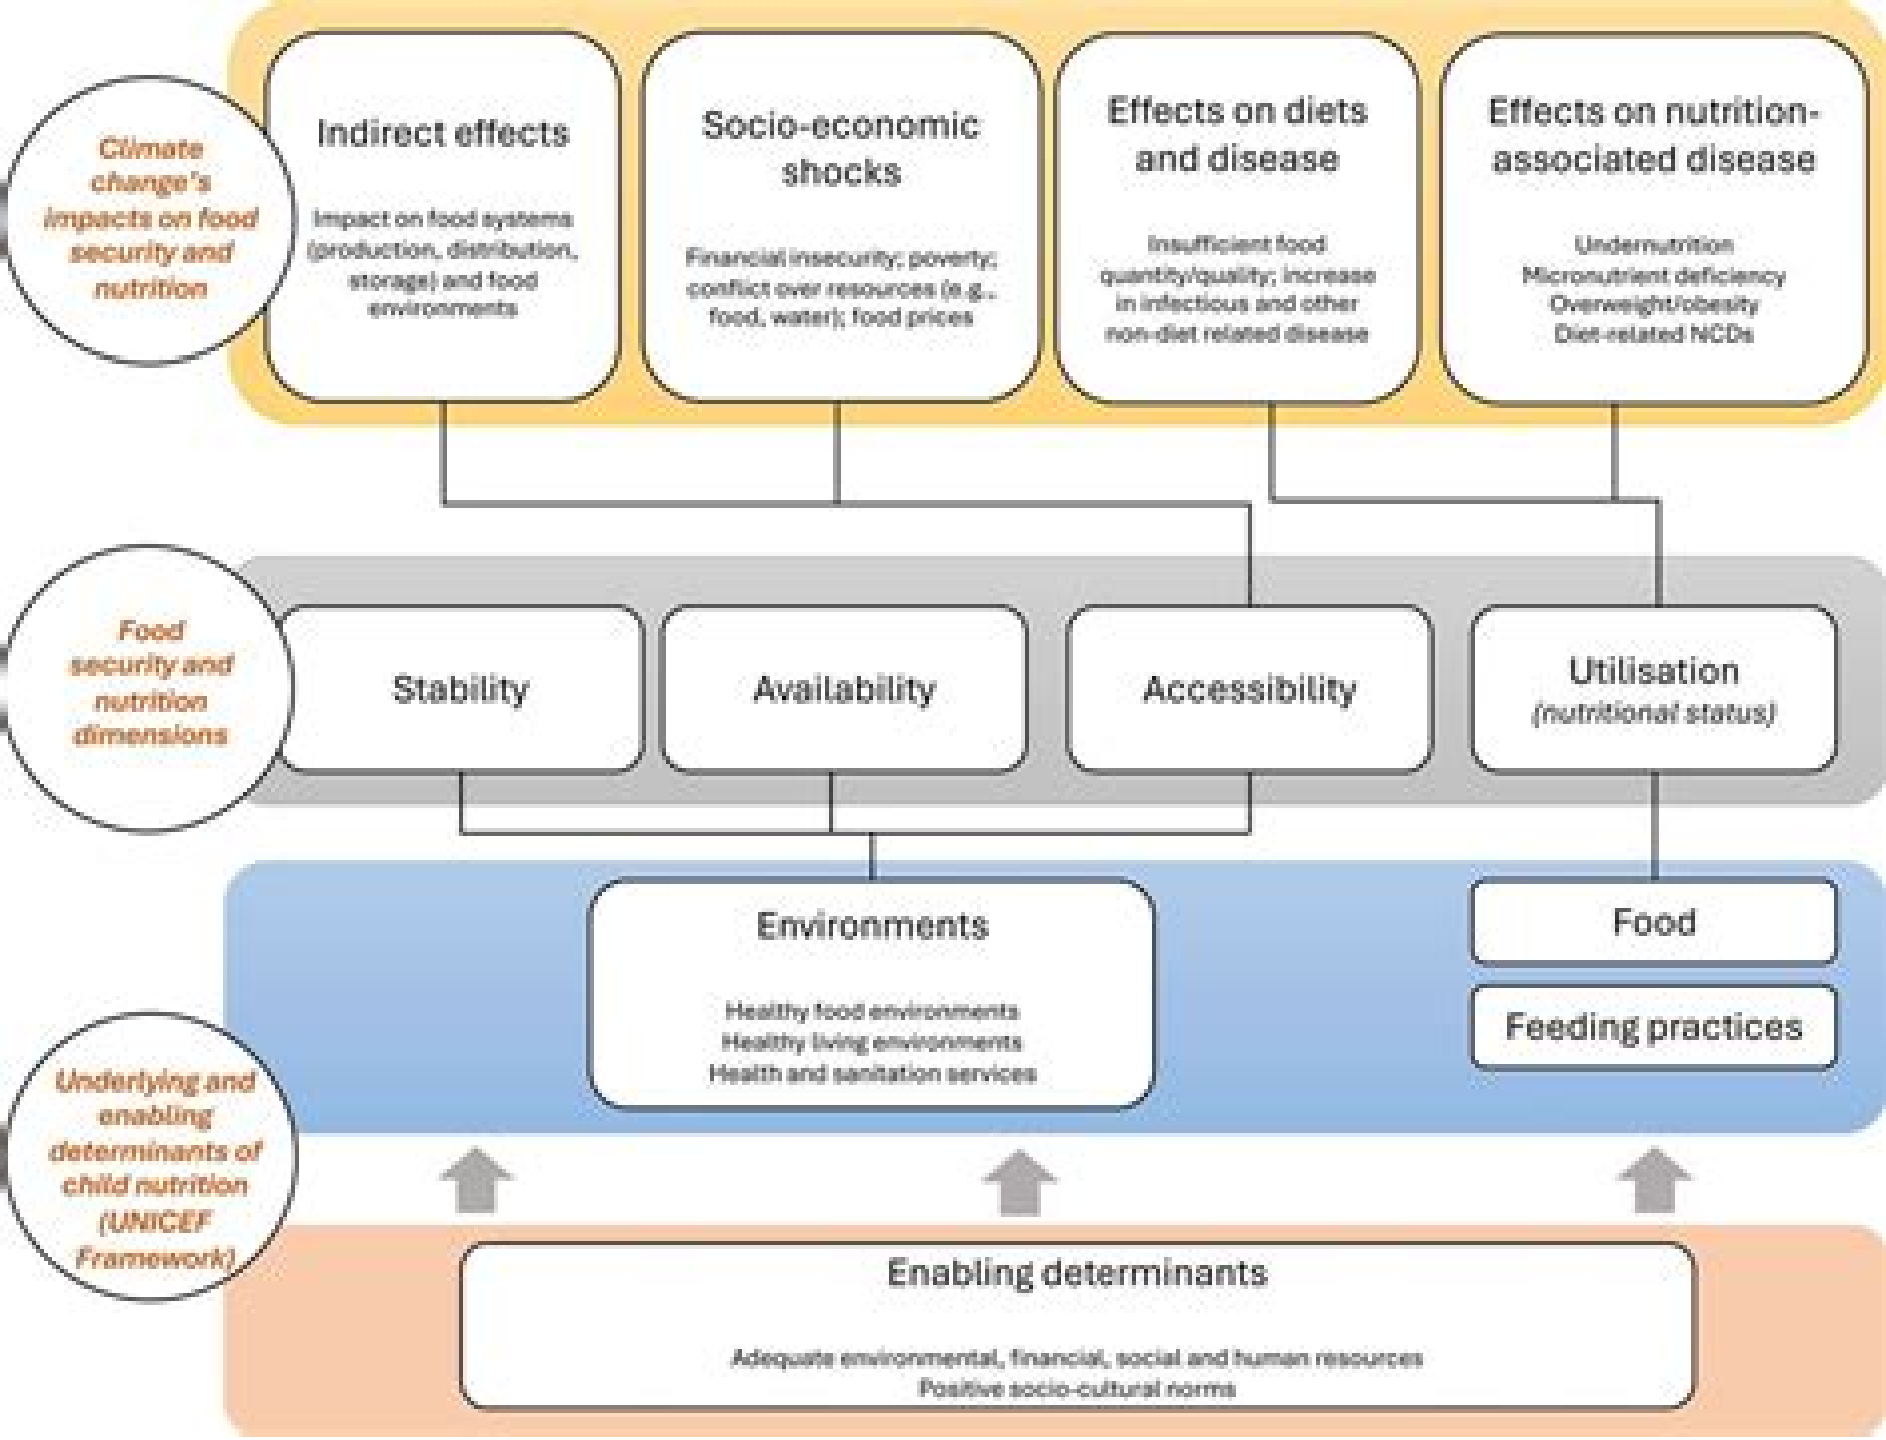 Climate
change's
impacts on food
security and
nutrition
Indirect effects
Impact on food systems
(production, distribution,
storage) and food
environments
Socio-economic
shocks
Financial insecurity; poverty;
conflict over resources (e.g.,
food, water); food prices
Effects on diets
and disease
Insufficient food
quantity/quality; increase
in infectious and other
non-diet related disease
Effects on nutrition-
associated disease
Undernutrition
Micronutrient deficiency
Overweight/obesity
Diet-related NCDs
Food
security and
nutrition
dimensions
Stability
Availability
Accessibility
Utilisation
(nutritional status)
Underlying and
enabling
determinants of
child nutrition
(UNICEF
Framework)
Environments
Healthy food environments
Healthy living environments
Health and sanitation services
Food
Feeding practices
Enabling determinants
Adequate environmental, financial, social and human resources
Positive socio-cultural norms